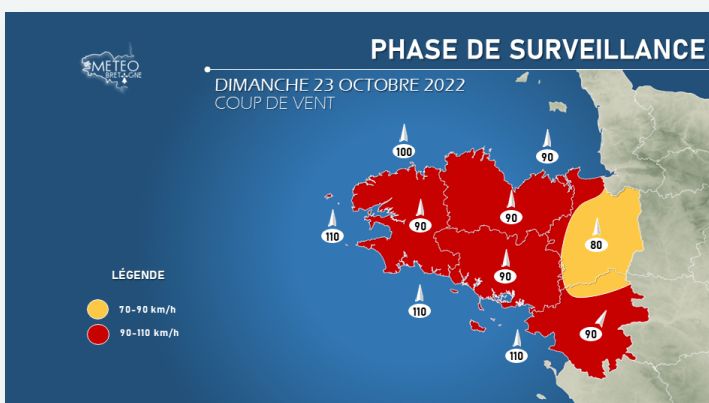 PHASE DE SURVEILLANCE
METEO
BRETAGNE
DIMANCHE 23 OCTOBRE 2022
COUP DE VENT
100
90
110
90
90
80
90
110
90
110
LÉGENDE
70-90 km/h
90-110 km/h